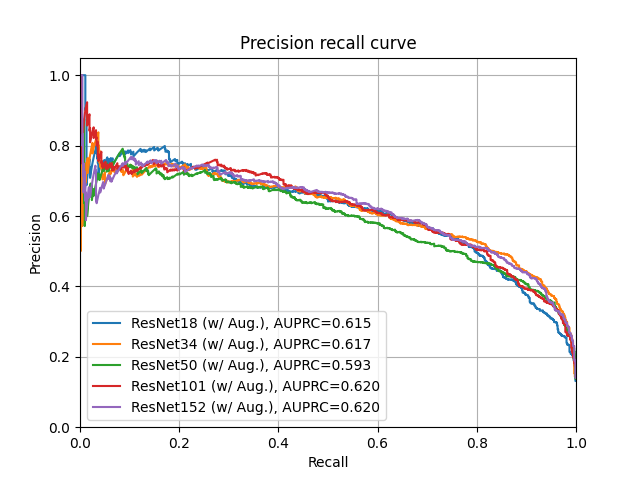 Precision recall curve
1.0
0.8
0.6
0.4
0.2
0.0
Precision
ResNet18 (w/ Aug.), AUPRC=0.615
ResNet34 (w/ Aug.), AUPRC=0.617
ResNet50 (w/ Aug.), AUPRC=0.593
ResNet101 (w/ Aug.), AUPRC=0.620
ResNet152 (w/ Aug.), AUPRC=0.620
0.0 0.2 0.4 0.6 0.8 1.0
Recall